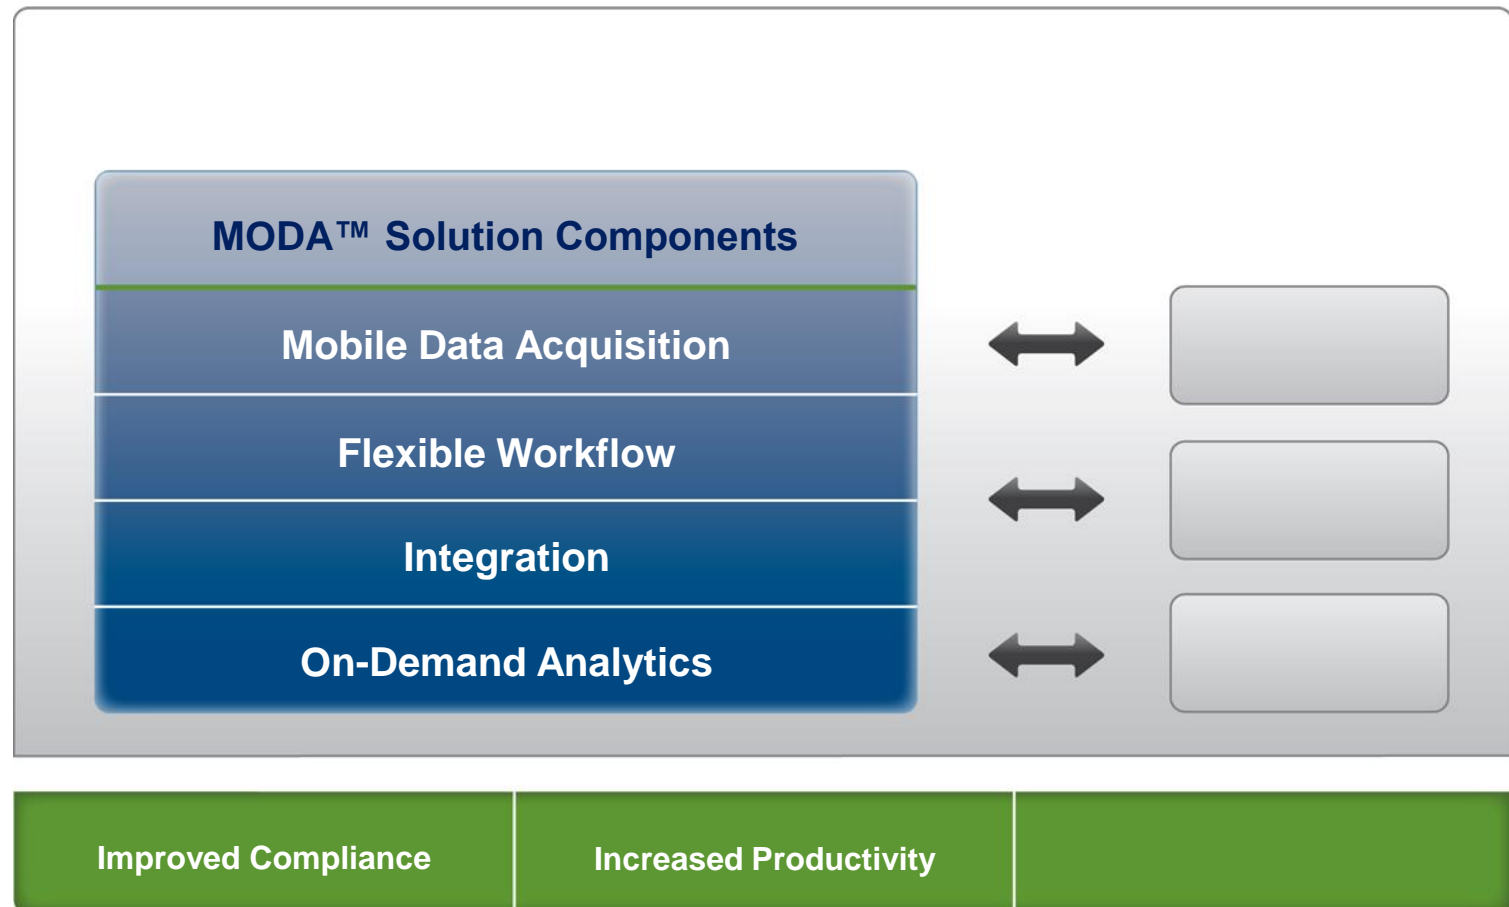 MODA™ Solution Components
Mobile Data Acquisition
Flexible Workflow
Integration
On-Demand Analytics
Improved Compliance
Increased Productivity